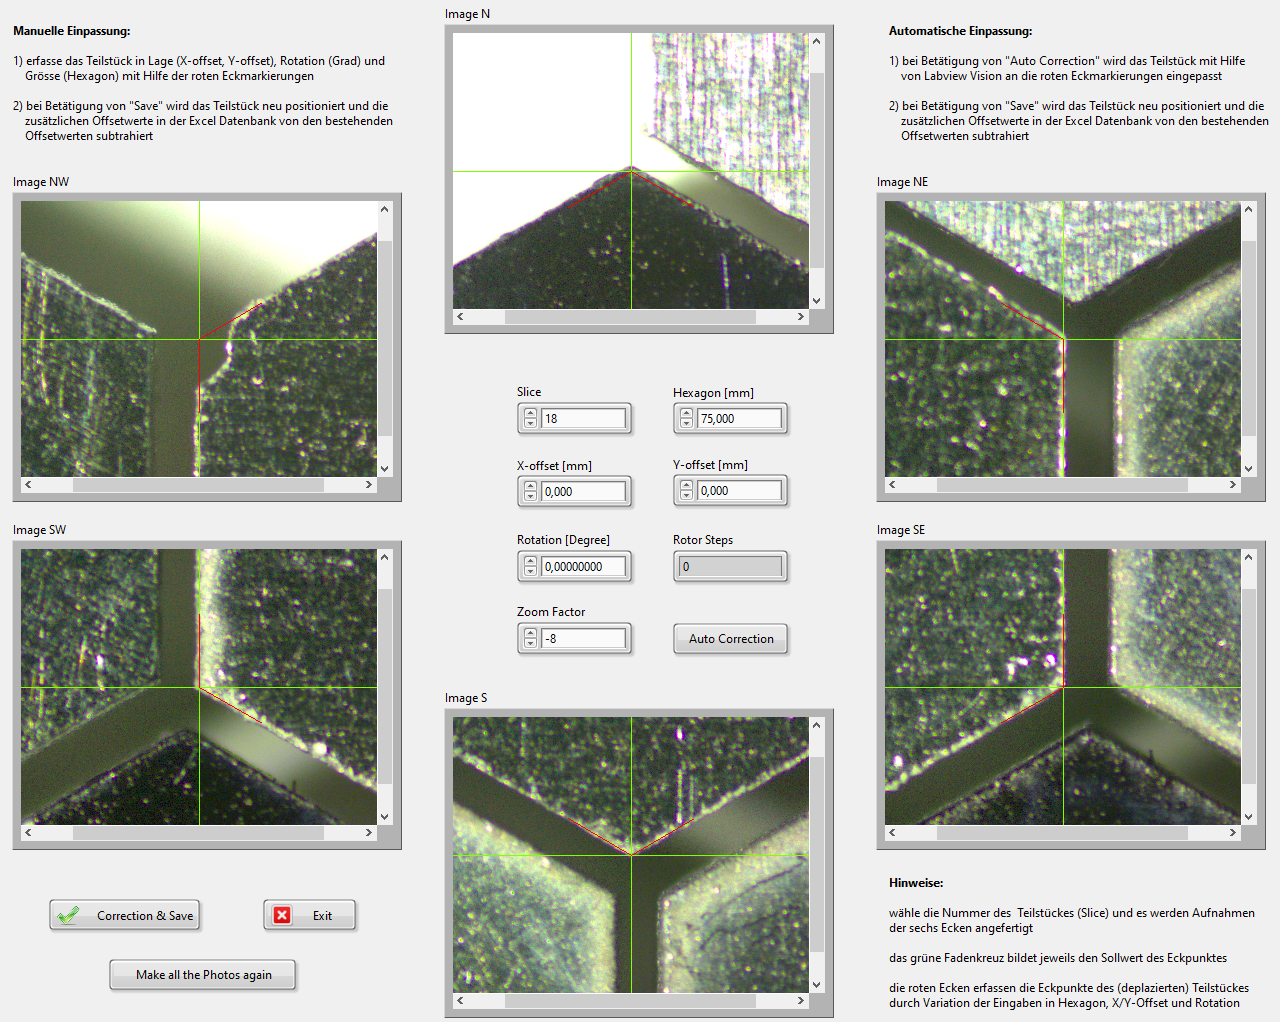 Manuelle Einpassung:
1) erfasse das Teilstück in Lage (X-offset, Y-offset), Rotation (Grad) und
Grösse (Hexagon) mit Hilfe der roten Eckmarkierungen
2) bei Betätigung von "Save" wird das Teilstück neu positioniert und die
zusätzlichen Offsetwerte in der Excel Datenbank von den bestehenden
Offsetwerten subtrahiert
Image N
Automatische Einpassung:
1) bei Betätigung von "Auto Correction" wird das Teilstück mit Hilfe
von Labview Vision an die roten Eckmarkierungen eingepasst
2) bei Betätigung von "Save" wird das Teilstück neu positioniert und die
zusätzlichen Offsetwerte in der Excel Datenbank von den bestehenden
Offsetwerten subtrahiert
Image NW
Image NE
Slice
18
Hexagon [mm]
75,000
X-offset [mm]
0,000
Y-offset [mm]
0,000
Image SW
Image SE
Rotation [Degree]
0,00000000
Rotor Steps
0
Zoom Factor
-8
Auto Correction
Image S
Correction & Save
Exit
Make all the Photos again
Hinweise:
wähle die Nummer des  Teilstückes (Slice) und es werden Aufnahmen
der sechs Ecken angefertigt
das grüne Fadenkreuz bildet jeweils den Sollwert des Eckpunktes
die roten Ecken erfassen die Eckpunkte des (deplazierten) Teilstückes
durch Variation der Eingaben in Hexagon, X/Y-Offset und Rotation